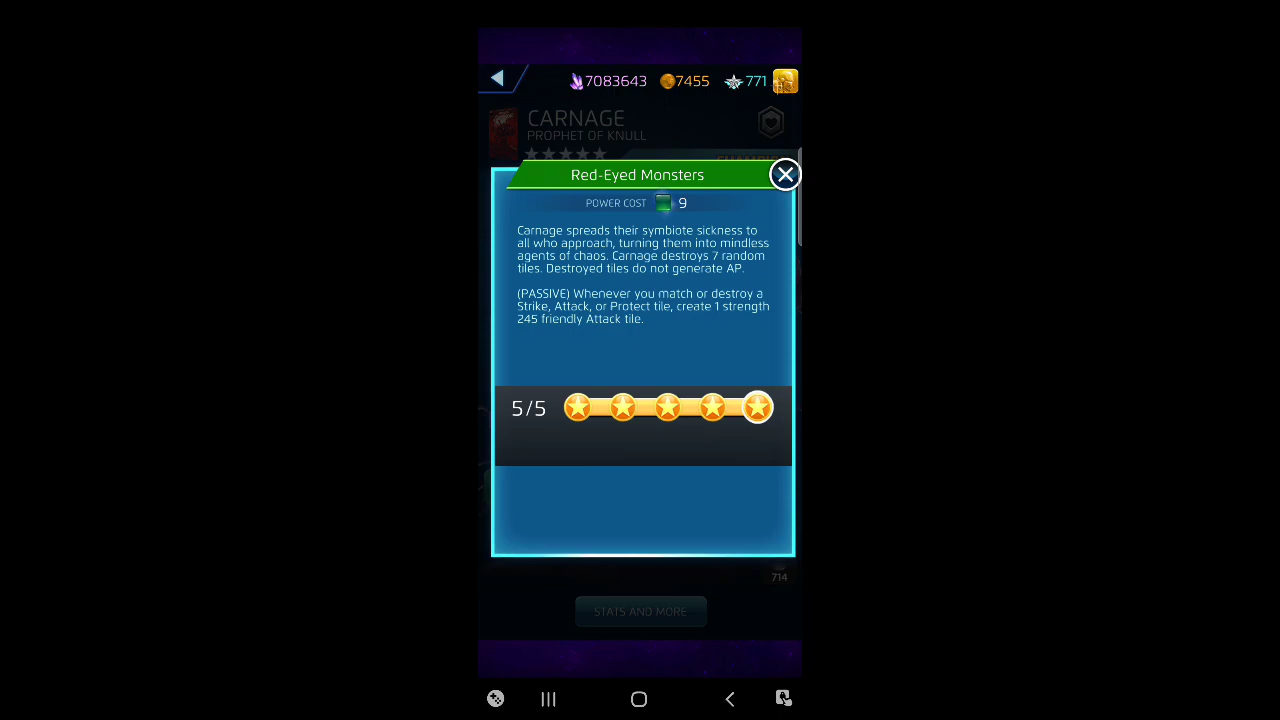 7083643 7455 771
CARNAGE
PROPHET OF KNULL
Red-Eyed Monsters
POWER COST 9
Carnage spreads their symbiote sickness to
all who approach, turning them into mindless
agents of chaos. Carnage destroys 7 random
tiles. Destroyed tiles do not generate AP.
(PASSIVE) Whenever you match or destroy a
Strike, Attack, or Protect tile, create 1 strength
245 friendly Attack tile.
5/5
714
STATS AND MORE